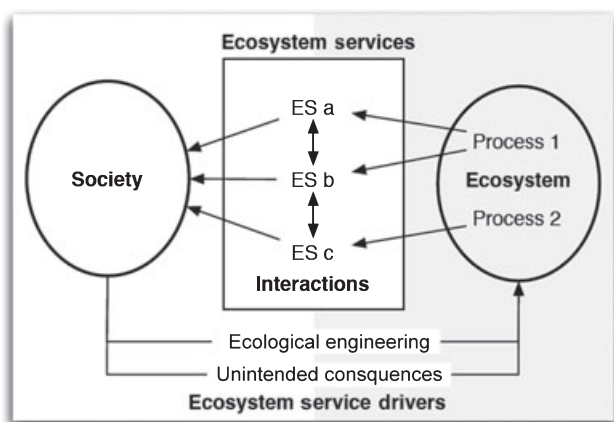 Ecosystem services
ES a
Process 1
Society
ES b
Ecosystem
Process 2
ES c
Interactions
Ecological engineering
Unintended consquences
Ecosystem service drivers